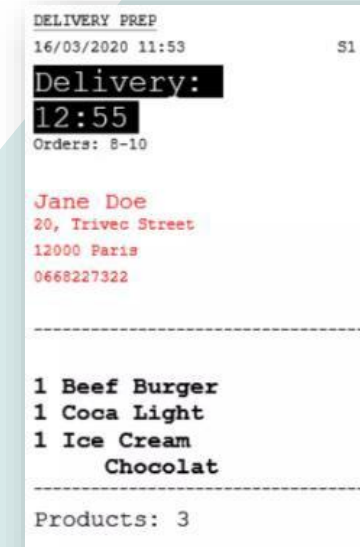 DELIVERY PREP
16/03/2020 11:53 S1
Delivery:
12:55
Orders: 8-10
Jane Doe
20, Trivec Street
12000 Paris
0668227322
1 Beef Burger
1 Coca Light
1 Ice Cream
Chocolat
Products: 3